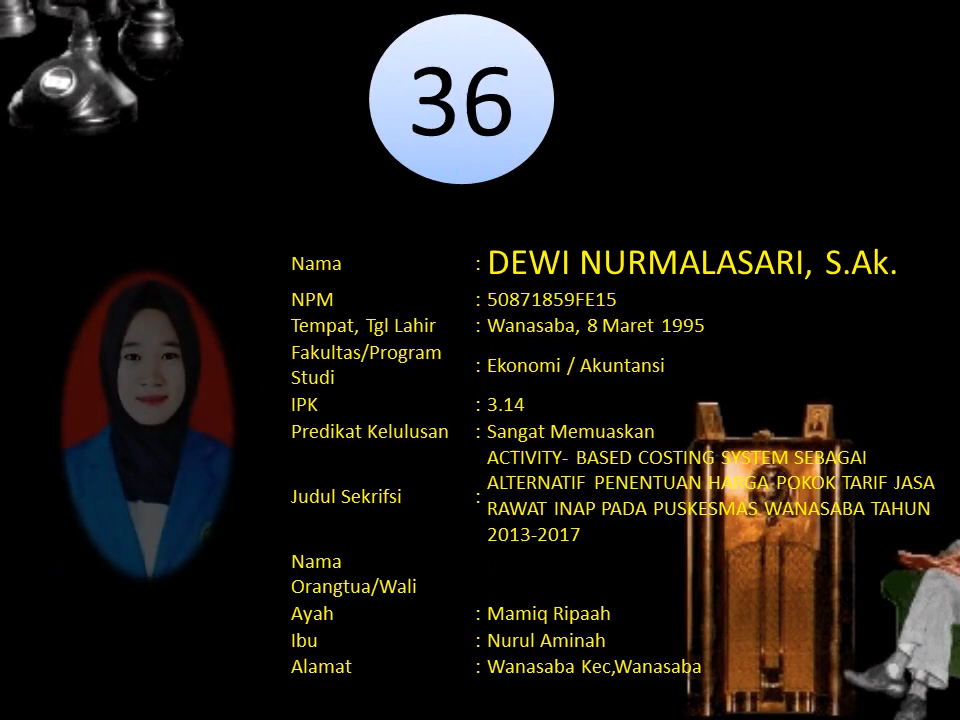 36
Nama : DEWI NURMALASARI, S.Ak.
NPM : 50871859FE15
Tempat, Tgl Lahir : Wanasaba, 8 Maret 1995
Fakultas/Program
Studi : Ekonomi / Akuntansi
IPK : 3.14
Predikat Kelulusan : Sangat Memuaskan
Judul Sekrifsi : ACTIVITY- BASED COSTING SYSTEM SEBAGAI
ALTERNATIF PENENTUAN HARGA POKOK TARIF JASA
RAWAT INAP PADA PUSKESMAS WANASABA TAHUN
2013-2017
Nama
Orangtua/Wali
Ayah : Mamiq Ripaah
Ibu : Nurul Aminah
Alamat : Wanasaba Kec,Wanasaba